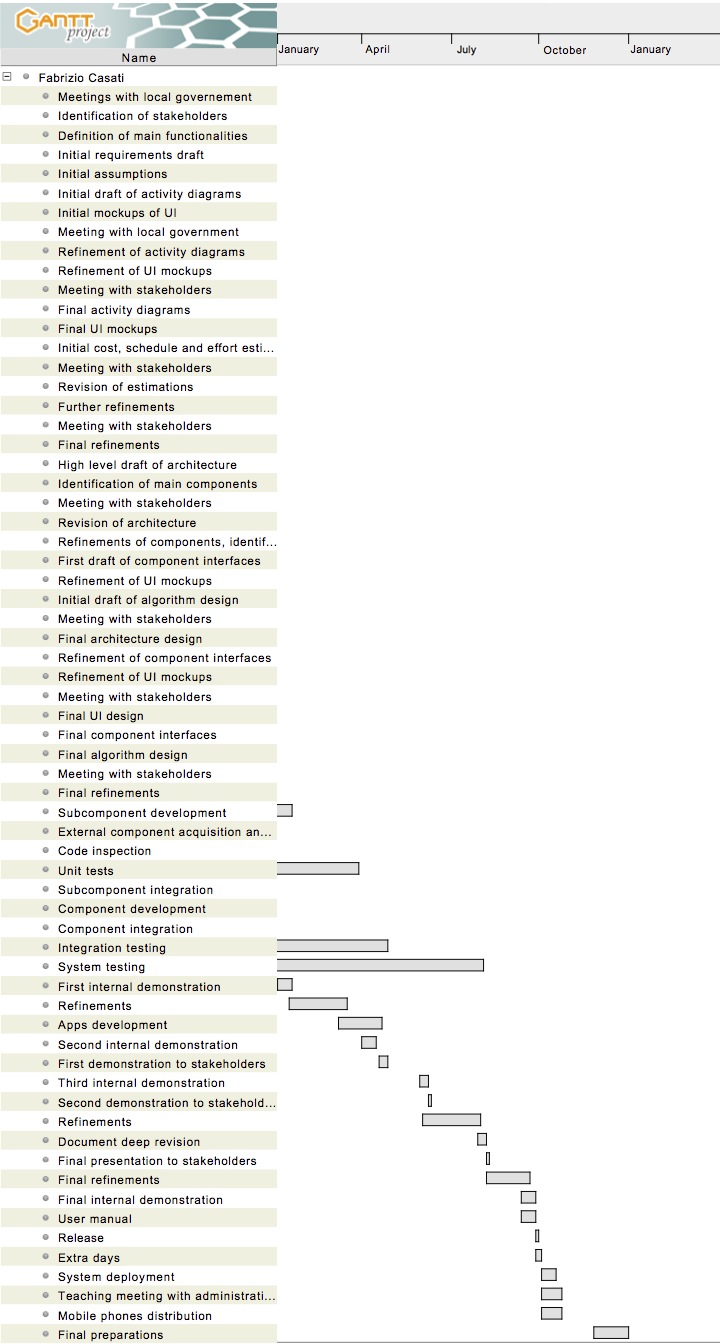 GANTT
project
January April July October January
Name
Fabrizio Casati
Meetings with local governement
Identification of stakeholders
Definition of main functionalities
Initial requirements draft
Initial assumptions
Initial draft of activity diagrams
Initial mockups of UI
Meeting with local government
Refinement of activity diagrams
Refinement of UI mockups
Meeting with stakeholders
Final activity diagrams
Final UI mockups
Initial cost, schedule and effort esti...
Meeting with stakeholders
Revision of estimations
Further refinements
Meeting with stakeholders
Final refinements
High level draft of architecture
Identification of main components
Meeting with stakeholders
Revision of architecture
Refinements of components, identif...
First draft of component interfaces
Refinement of UI mockups
Initial draft of algorithm design
Meeting with stakeholders
Final architecture design
Refinement of component interfaces
Refinement of UI mockups
Meeting with stakeholders
Final UI design
Final component interfaces
Final algorithm design
Meeting with stakeholders
Final refinements
Subcomponent development
External component acquisition an...
Code inspection
Unit tests
Subcomponent integration
Component development
Component integration
Integration testing
System testing
First internal demonstration
Refinements
Apps development
Second internal demonstration
First demonstration to stakeholders
Third internal demonstration
Second demonstration to stakehold...
Refinements
Document deep revision
Final presentation to stakeholders
Final refinements
Final internal demonstration
User manual
Release
Extra days
System deployment
Teaching meeting with administrati...
Mobile phones distribution
Final preparations